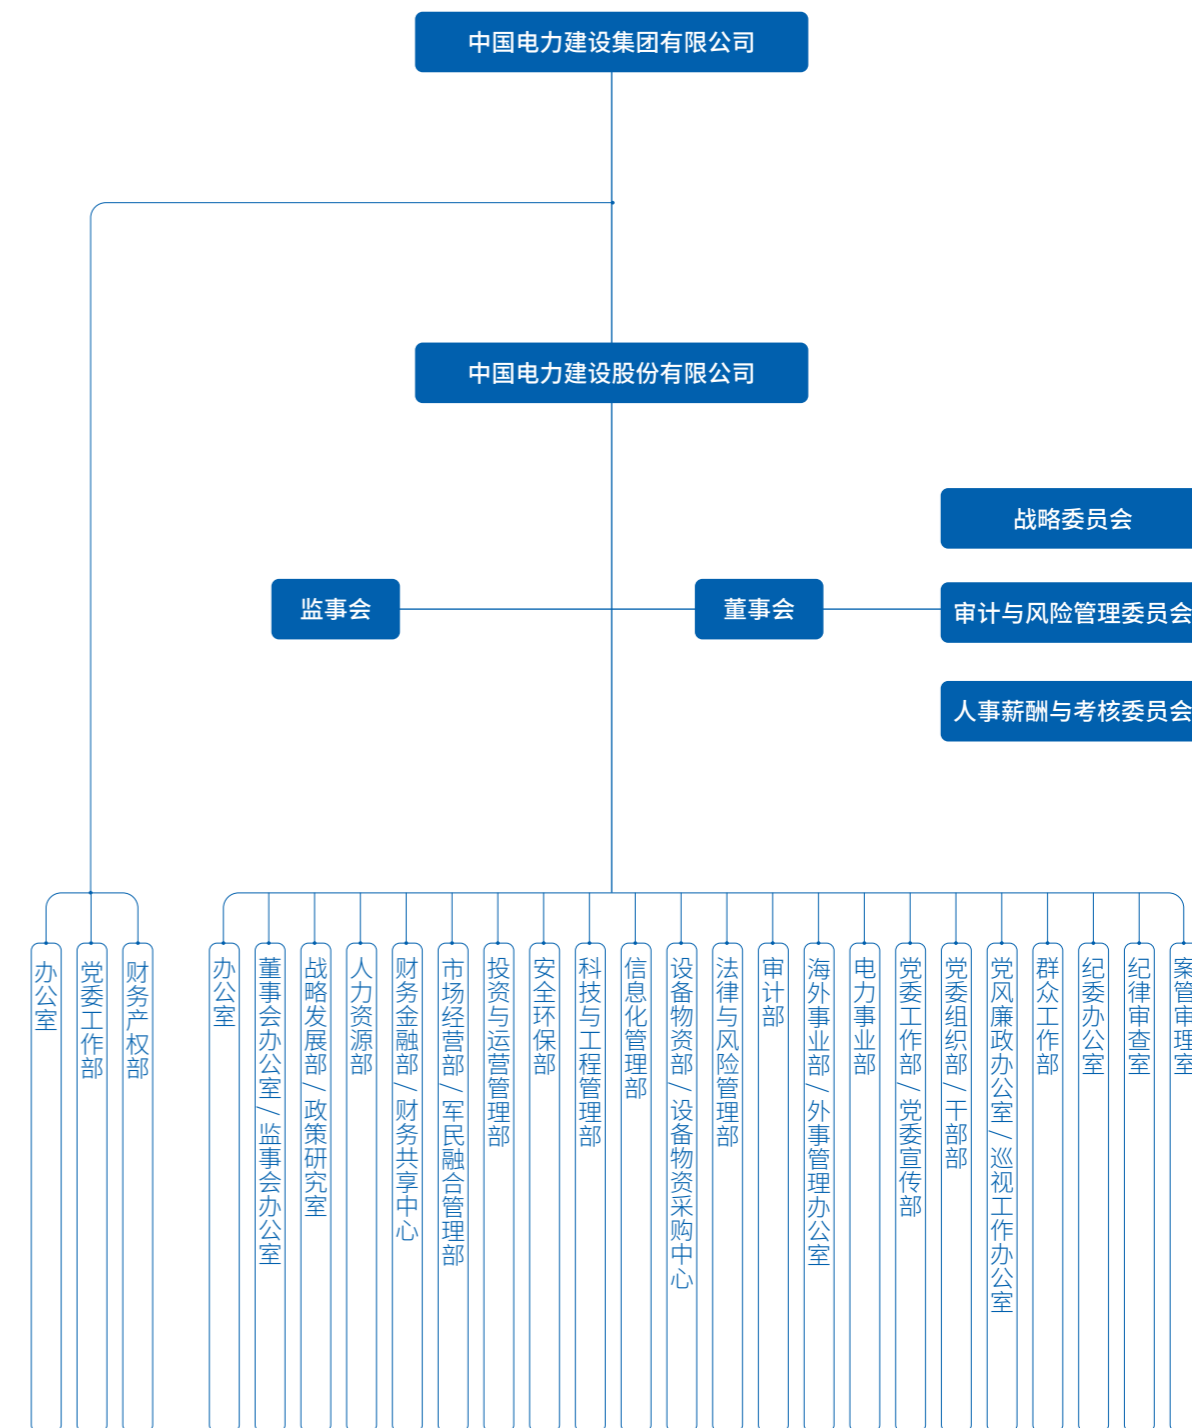 中国电力建设集团有限公司
中国电力建设股份有限公司
战略委员会
监事会
董事会
审计与风险管理委员会
人事薪酬与考核委员会
办公室
党委工作部
财务产权部
办公室
董事会办公室/监事会办公室
战略发展部/政策研究室
人力资源部
财务金融部/财务共享中心
市场经营部/军民融合管理部
投资与运营管理部
安全环保部
科技与工程管理部
信息化管理部
设备物资部/设备物资采购中心
法律与风险管理部
审计部
海外事业部/外事管理办公室
电力事业部
党委工作部/党委宣传部
党委组织部/干部部
党风廉政办公室/巡视工作办公室
群众工作部
纪委办公室
纪律审查室
案管审理室